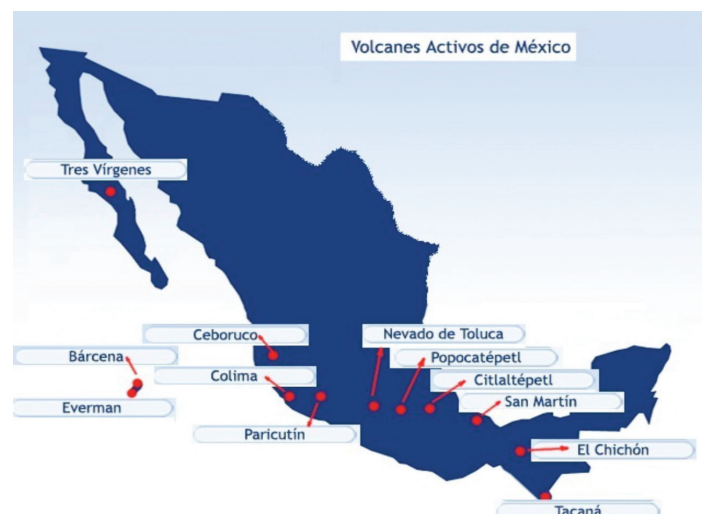 Volcanes Activos de México
Tres Vírgenes
Ceboruco
Nevado de Toluca
Bárcena
Popocatépetl
Colima
Citlaltépetl
Everman
San Martín
Paricutín
El Chichón
Tacaná